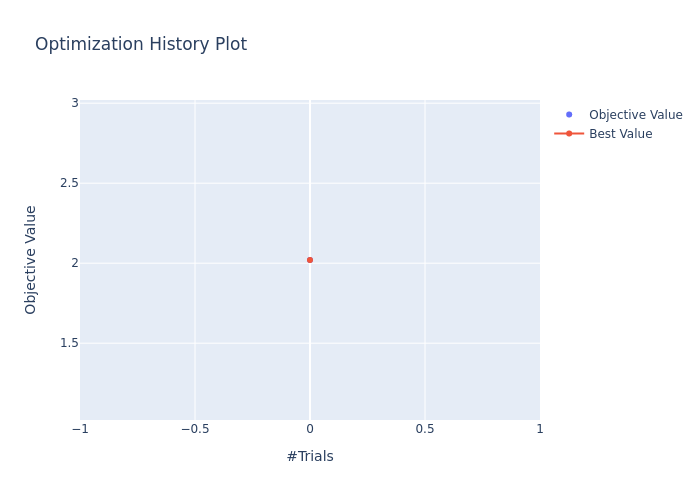 Optimization History Plot
Objective Value
Best Value
3
2.5
2
1.5
Objective Value
−1
−0.5
0
0.5
1
#Trials